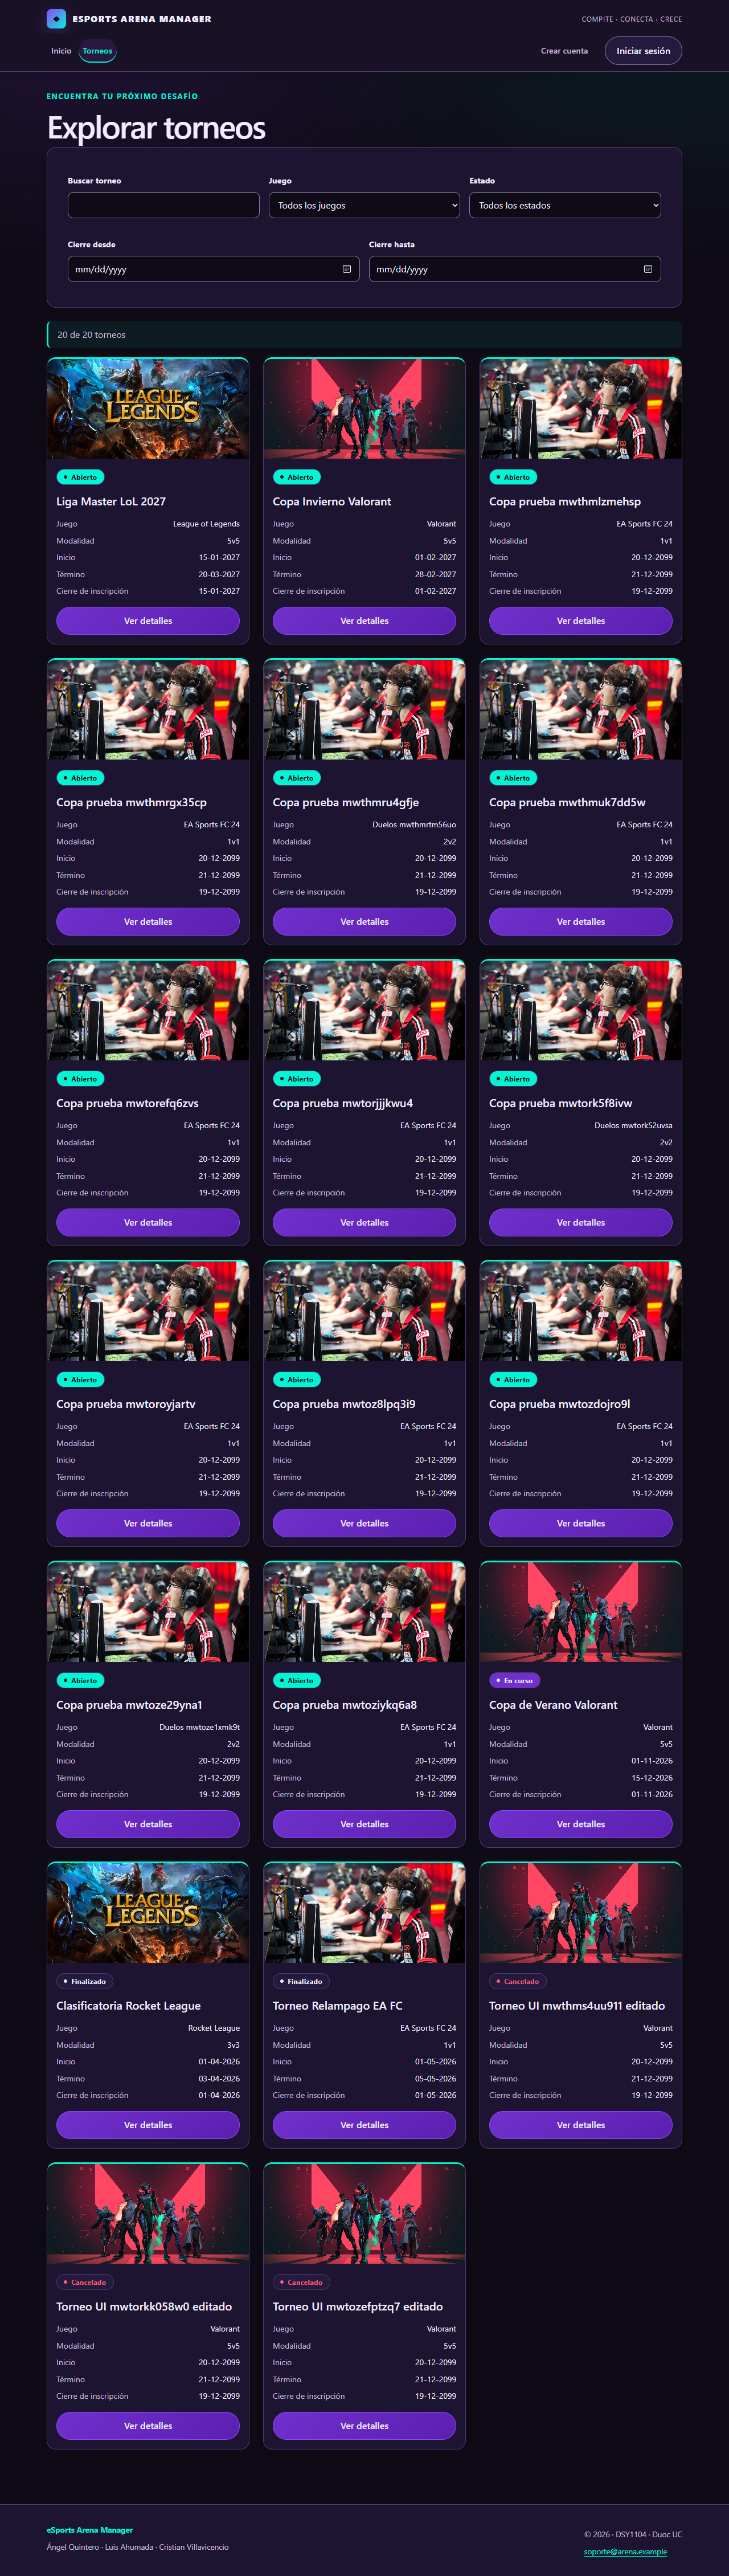 ESPORTS ARENA MANAGER
COMPITE · CONECTA · CRECE
Inicio
Torneos
Crear cuenta
Iniciar sesión
ENCUENTRA TU PRÓXIMO DESAFÍO
Explorar torneos
Buscar torneo
Juego
Estado
Todos los juegos
Todos los estados
Cierre desde
Cierre hasta
mm/dd/yyyy
mm/dd/yyyy
20 de 20 torneos
LEAGUE OF LEGENDS
Abierto
Liga Master LoL 2027
Juego League of Legends
Modalidad 5v5
Inicio 15-01-2027
Término 20-03-2027
Cierre de inscripción 15-01-2027
Ver detalles
Abierto
Copa Invierno Valorant
Juego Valorant
Modalidad 5v5
Inicio 01-02-2027
Término 28-02-2027
Cierre de inscripción 01-02-2027
Ver detalles
Abierto
Copa prueba mwthmlzmehsp
Juego EA Sports FC 24
Modalidad 1v1
Inicio 20-12-2099
Término 21-12-2099
Cierre de inscripción 19-12-2099
Ver detalles
Abierto
Copa prueba mwthmrgx35cp
Juego EA Sports FC 24
Modalidad 1v1
Inicio 20-12-2099
Término 21-12-2099
Cierre de inscripción 19-12-2099
Ver detalles
Abierto
Copa prueba mwthmru4gfje
Juego Duelos mwthmrtm56uo
Modalidad 2v2
Inicio 20-12-2099
Término 21-12-2099
Cierre de inscripción 19-12-2099
Ver detalles
Abierto
Copa prueba mwthmuk7dd5w
Juego EA Sports FC 24
Modalidad 1v1
Inicio 20-12-2099
Término 21-12-2099
Cierre de inscripción 19-12-2099
Ver detalles
Abierto
Copa prueba mwtorefq6zvs
Juego EA Sports FC 24
Modalidad 1v1
Inicio 20-12-2099
Término 21-12-2099
Cierre de inscripción 19-12-2099
Ver detalles
Abierto
Copa prueba mwtorjjjkwu4
Juego EA Sports FC 24
Modalidad 1v1
Inicio 20-12-2099
Término 21-12-2099
Cierre de inscripción 19-12-2099
Ver detalles
Abierto
Copa prueba mwtork5f8ivw
Juego Duelos mwtork52uvsa
Modalidad 2v2
Inicio 20-12-2099
Término 21-12-2099
Cierre de inscripción 19-12-2099
Ver detalles
Abierto
Copa prueba mwtoroyjartv
Juego EA Sports FC 24
Modalidad 1v1
Inicio 20-12-2099
Término 21-12-2099
Cierre de inscripción 19-12-2099
Ver detalles
Abierto
Copa prueba mwtoz8lpq3i9
Juego EA Sports FC 24
Modalidad 1v1
Inicio 20-12-2099
Término 21-12-2099
Cierre de inscripción 19-12-2099
Ver detalles
Abierto
Copa prueba mwtozdojro9l
Juego EA Sports FC 24
Modalidad 1v1
Inicio 20-12-2099
Término 21-12-2099
Cierre de inscripción 19-12-2099
Ver detalles
Abierto
Copa prueba mwtoze29yna1
Juego Duelos mwtoze1xmk9t
Modalidad 2v2
Inicio 20-12-2099
Término 21-12-2099
Cierre de inscripción 19-12-2099
Ver detalles
Abierto
Copa prueba mwtoziykq6a8
Juego EA Sports FC 24
Modalidad 1v1
Inicio 20-12-2099
Término 21-12-2099
Cierre de inscripción 19-12-2099
Ver detalles
En curso
Copa de Verano Valorant
Juego Valorant
Modalidad 5v5
Inicio 01-11-2026
Término 15-12-2026
Cierre de inscripción 01-11-2026
Ver detalles
LEAGUE OF LEGENDS
Finalizado
Clasificatoria Rocket League
Juego Rocket League
Modalidad 3v3
Inicio 01-04-2026
Término 03-04-2026
Cierre de inscripción 01-04-2026
Ver detalles
Finalizado
Torneo Relampago EA FC
Juego EA Sports FC 24
Modalidad 1v1
Inicio 01-05-2026
Término 05-05-2026
Cierre de inscripción 01-05-2026
Ver detalles
Cancelado
Torneo UI mwthms4uu911 editado
Juego Valorant
Modalidad 5v5
Inicio 20-12-2099
Término 21-12-2099
Cierre de inscripción 19-12-2099
Ver detalles
Cancelado
Torneo UI mwtorkk058w0 editado
Juego Valorant
Modalidad 5v5
Inicio 20-12-2099
Término 21-12-2099
Cierre de inscripción 19-12-2099
Ver detalles
Cancelado
Torneo UI mwtozefptzq7 editado
Juego Valorant
Modalidad 5v5
Inicio 20-12-2099
Término 21-12-2099
Cierre de inscripción 19-12-2099
Ver detalles
eSports Arena Manager
Ángel Quintero · Luis Ahumada · Cristian Villavicencio
© 2026 · DSY1104 · Duoc UC
soporte@arena.example